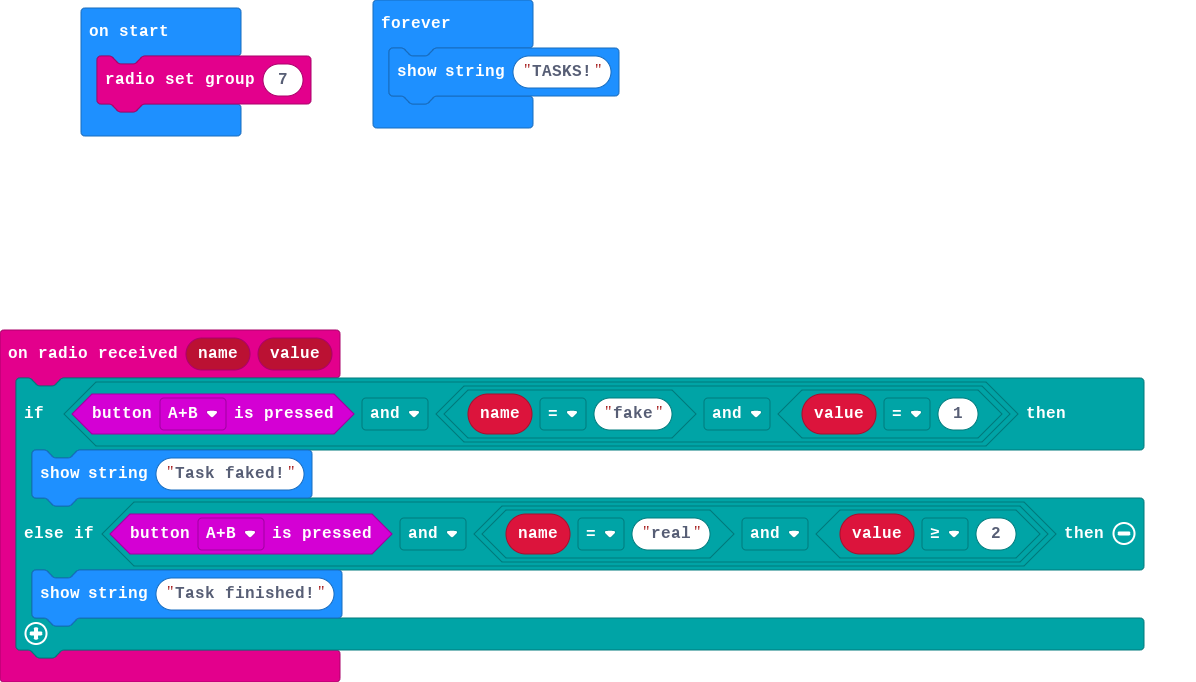 on start
radio set group 7
forever
show string "TASKS!"
on radio received name value
if button A+B is pressed and name = "fake" and value = 1 then
show string "Task faked!"
else if button A+B is pressed and name = "real" and value ≥ 2 then
show string "Task finished!"